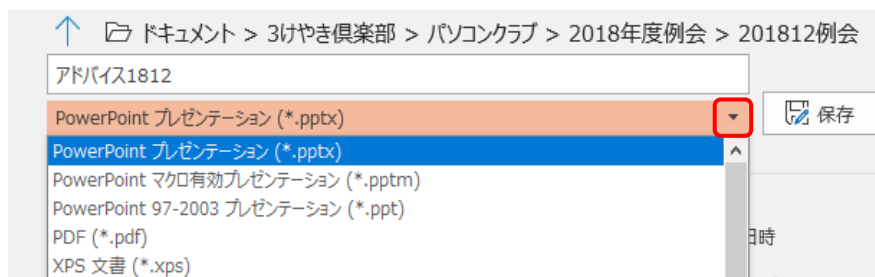 ドキュメント > 3けやき倶楽部 > パソコンクラブ > 2018年度例会 > 201812例会
アドバイス1812
PowerPoint プレゼンテーション (*.pptx)
保存
PowerPoint プレゼンテーション (*.pptx)
PowerPoint マクロ有効プレゼンテーション (*.pptm)
PowerPoint 97-2003 プレゼンテーション (*.ppt)
PDF (*.pdf)
日時
XPS 文書 (*.xps)